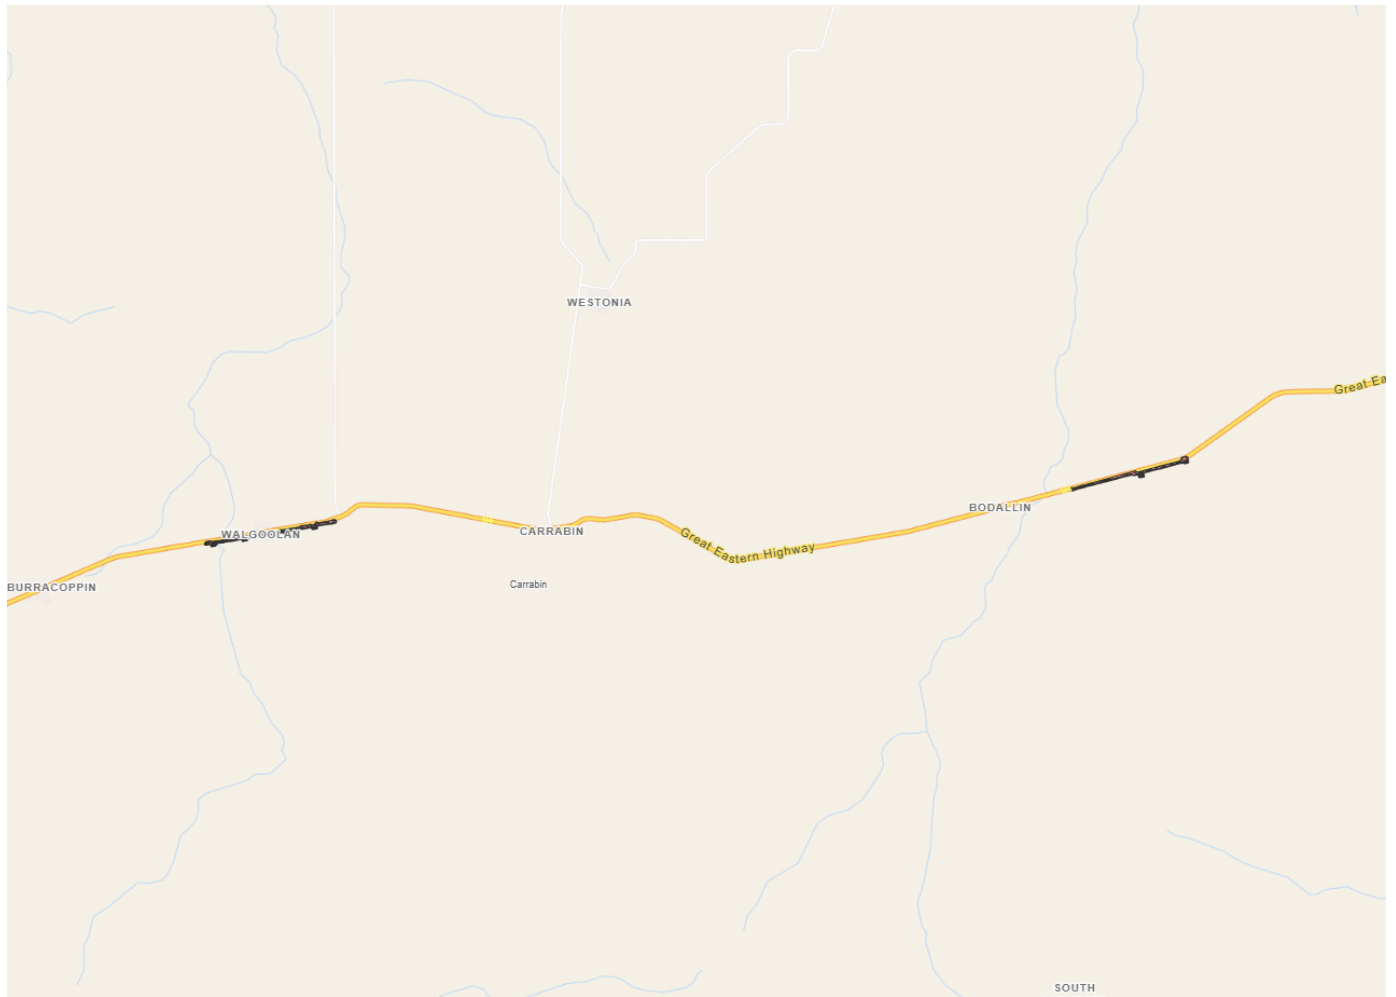 WESTONIA
Great Ea
BODALLIN
WALGOOLAN
CARRABIN
Great Eastern Highway
Carrabin
BURRACOPPIN
SOUTH